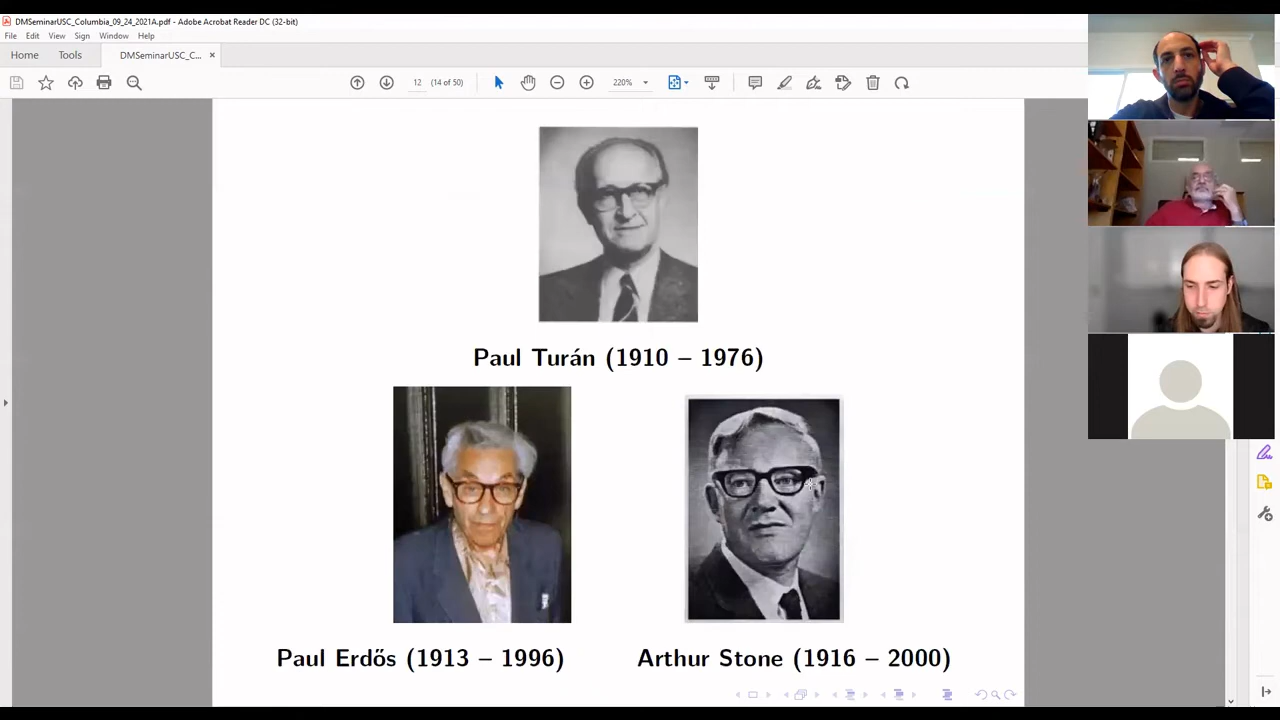 DMSeminarUSC_Columbia_09_24_2021A.pdf - Adobe Acrobat Reader DC (32-bit)
File Edit View Sign Window Help
Home Tools DMSeminarUSC_C... ×
12 (14 of 50) 220%
Paul Turán (1910 – 1976)
Paul Erdős (1913 – 1996) Arthur Stone (1916 – 2000)